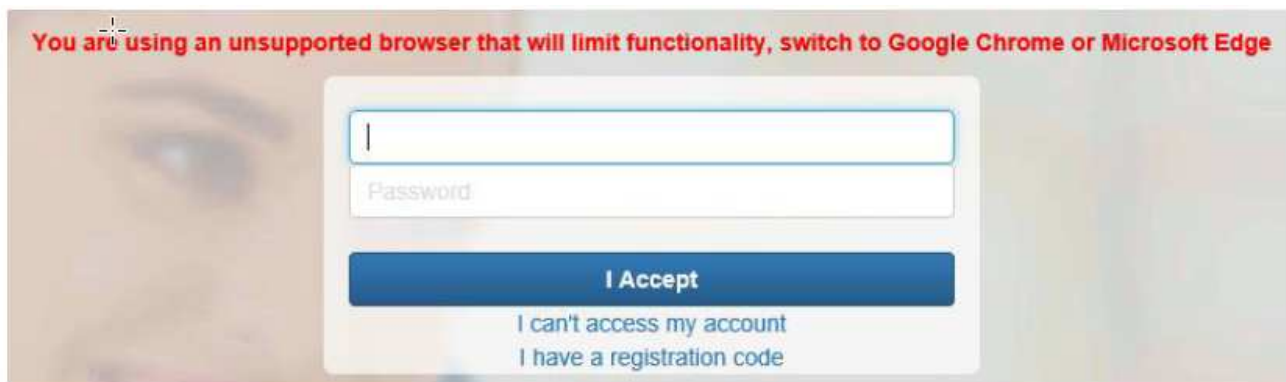 You are using an unsupported browser that will limit functionality, switch to Google Chrome or Microsoft Edge
Password
I Accept
I can't access my account
I have a registration code